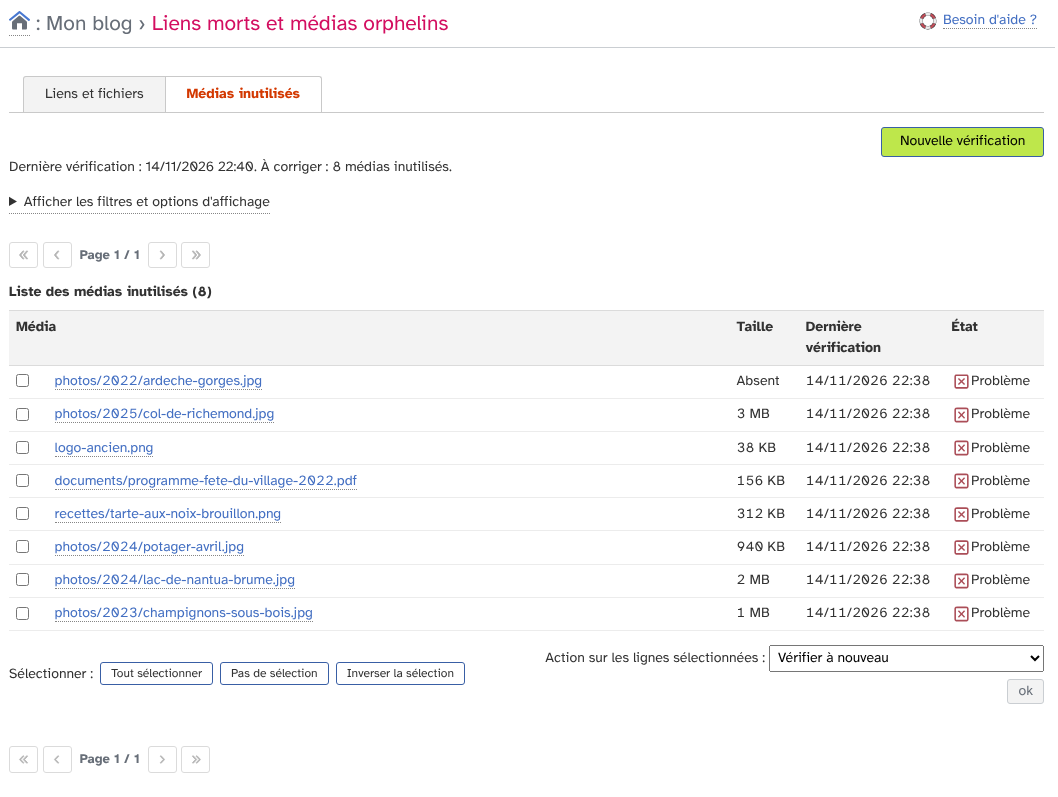 : Mon blog › Liens morts et médias orphelins
Besoin d'aide ?
Liens et fichiers
Médias inutilisés
Nouvelle vérification
Dernière vérification : 14/11/2026 22:40. À corriger : 8 médias inutilisés.
Afficher les filtres et options d'affichage
« ‹ Page 1 / 1 › »
Liste des médias inutilisés (8)
Média Taille Dernière vérification État
photos/2022/ardeche-gorges.jpg Absent 14/11/2026 22:38 Problème
photos/2025/col-de-richemond.jpg 3 MB 14/11/2026 22:38 Problème
logo-ancien.png 38 KB 14/11/2026 22:38 Problème
documents/programme-fete-du-village-2022.pdf 156 KB 14/11/2026 22:38 Problème
recettes/tarte-aux-noix-brouillon.png 312 KB 14/11/2026 22:38 Problème
photos/2024/potager-avril.jpg 940 KB 14/11/2026 22:38 Problème
photos/2024/lac-de-nantua-brume.jpg 2 MB 14/11/2026 22:38 Problème
photos/2023/champignons-sous-bois.jpg 1 MB 14/11/2026 22:38 Problème
Sélectionner : Tout sélectionner Pas de sélection Inverser la sélection
Action sur les lignes sélectionnées : Vérifier à nouveau
ok
« ‹ Page 1 / 1 › »